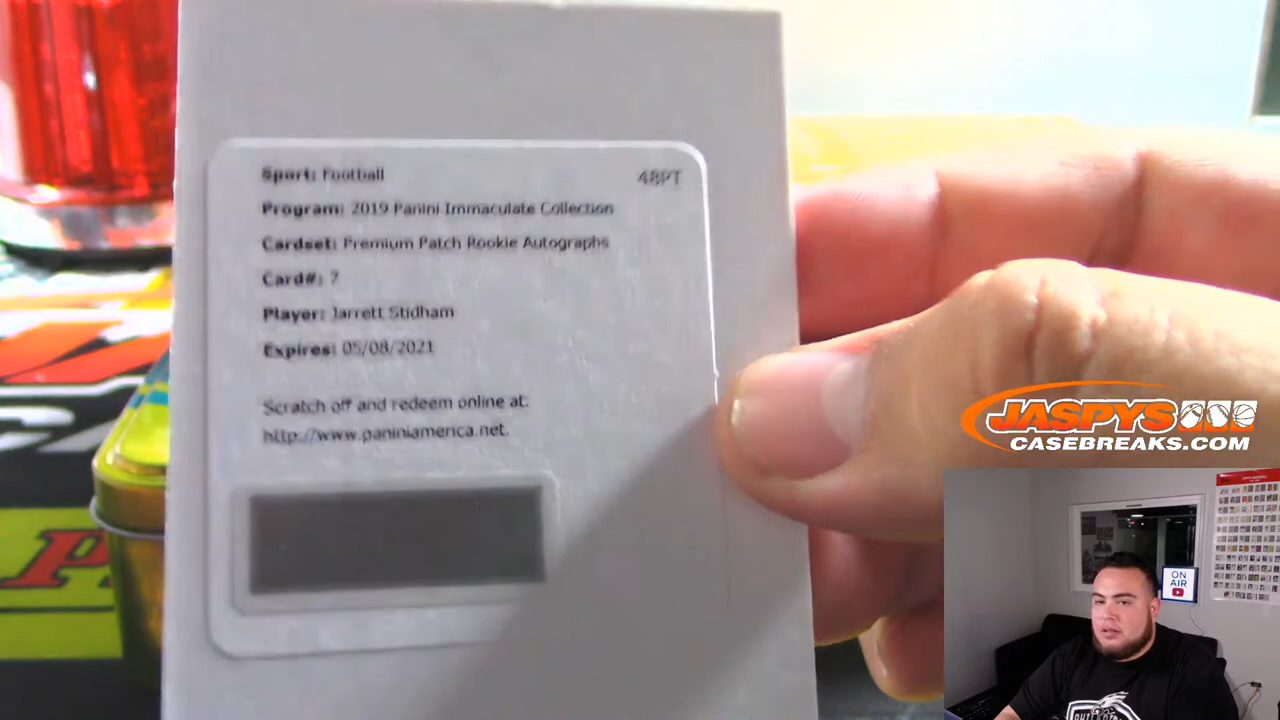 Sport: Football
48PT
Program: 2019 Panini Immaculate Collection
Cardset: Premium Patch Rookie Autographs
Card#: 7
Player: Jarrett Stidham
Expires: 05/08/2021
Scratch off and redeem online at:
http://www.paniniamerica.net.
JASPYS
CASEBREAKS.COM
ON
AIR